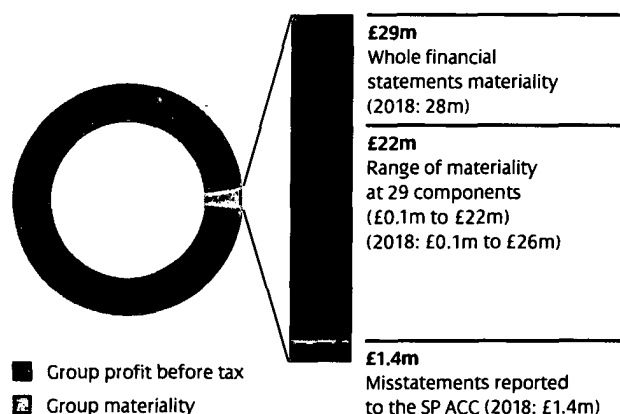 £29m
Whole financial
statements materiality
(2018: 28m)
£22m
Range of materiality
at 29 components
(£0.1m to £22m)
(2018: £0.1m to £26m)
£1.4m
Misstatements reported
to the SP ACC (2018: £1.4m)
Group profit before tax
Group materiality